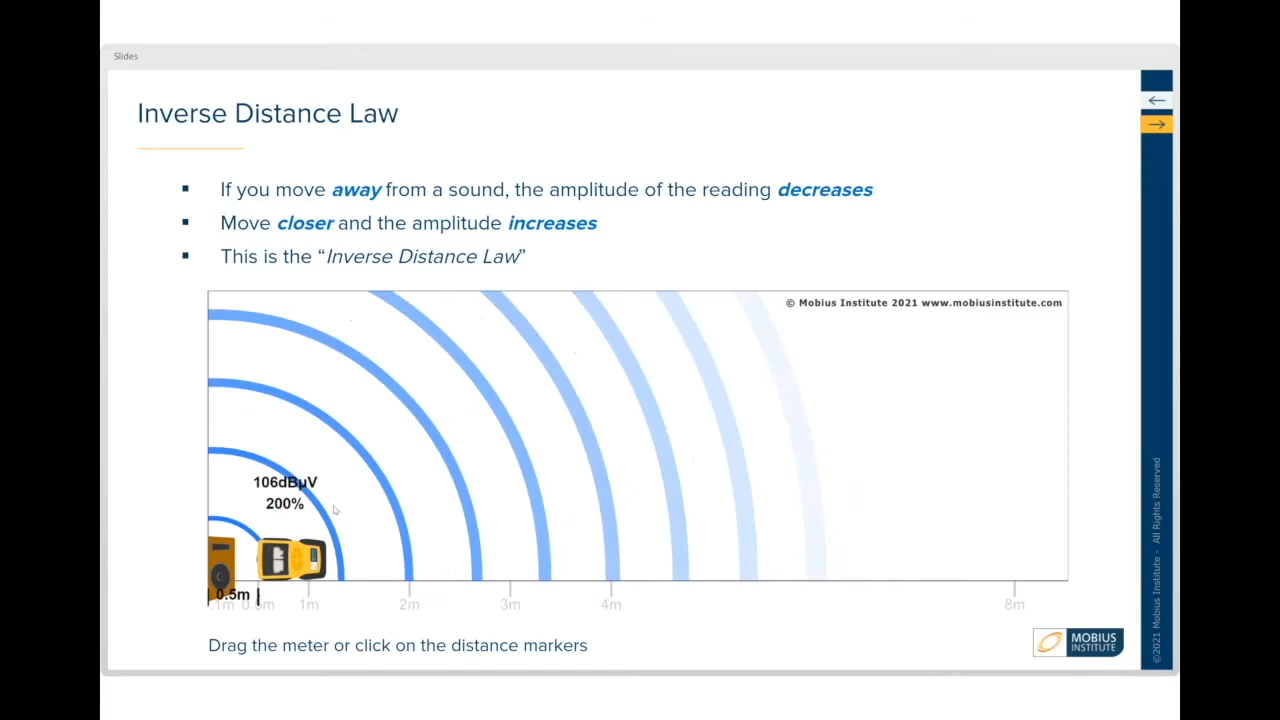 Slides
Inverse Distance Law
▪ If you move away from a sound, the amplitude of the reading decreases
▪ Move closer and the amplitude increases
▪ This is the “Inverse Distance Law”
© Mobius Institute 2021 www.mobiusinstitute.com
106dBµV
200%
0.5m
.1m 0.5m 1m 2m 3m 4m 8m
Drag the meter or click on the distance markers
MOBIUS
INSTITUTE
©2021 Mobius Institute - All Rights Reserved